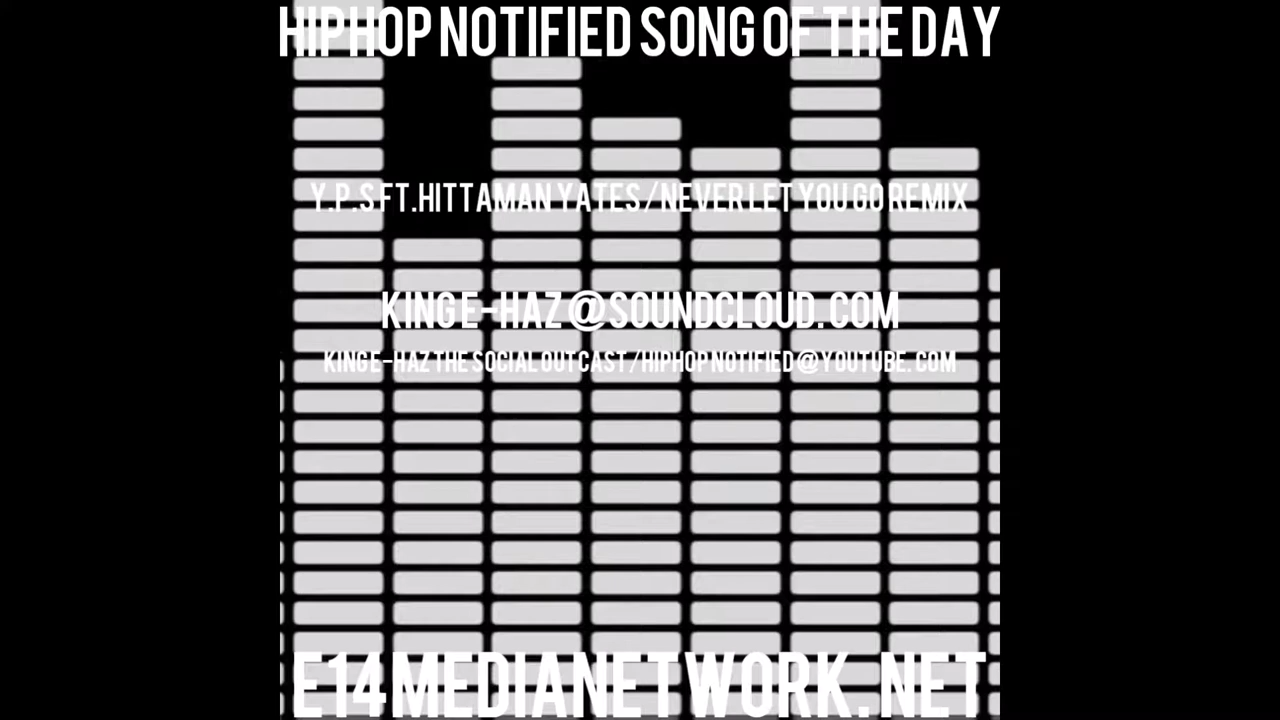 HIPHOP NOTIFIED SONG OF THE DAY
Y.P.S FT.HITTAMAN YATES/NEVER LET YOU GO REMIX
KING E-HAZ@SOUNDCLOUD.COM
KING E-HAZ THE SOCIAL OUTCAST/HIPHOP NOTIFIED@YOUTUBE.COM
E14MEDIANETWORK.NET